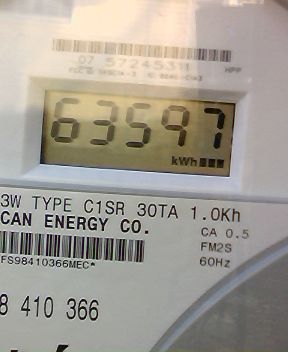 07 57245311
HPP
63597
kWh
3W TYPE C1SR 30TA 1.0Kh
CAN ENERGY CO.
CA 0.5
FM2S
60Hz
FS98410366MEC*
8 410 366